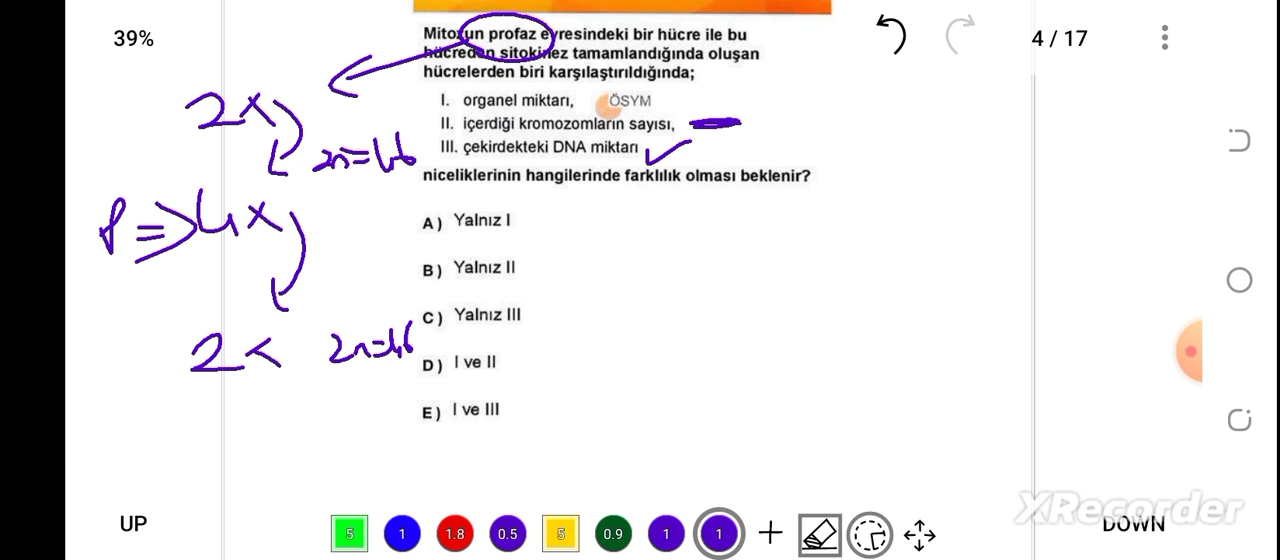 39%
4 / 17
Mitozun profaz evresindeki bir hücre ile bu
hücreden sitokinez tamamlandığında oluşan
hücrelerden biri karşılaştırıldığında;
I. organel miktarı,
ÖSYM
II. içerdiği kromozomların sayısı,
III. çekirdekteki DNA miktarı
niceliklerinin hangilerinde farklılık olması beklenir?
A) Yalnız I
B) Yalnız II
C) Yalnız III
D) I ve II
E) I ve III
2x
2n=46
P => 4x
2x
2n=46
XRecorder
UP
5 1 1.8 0.5 5 0.9 1 1
DOWN